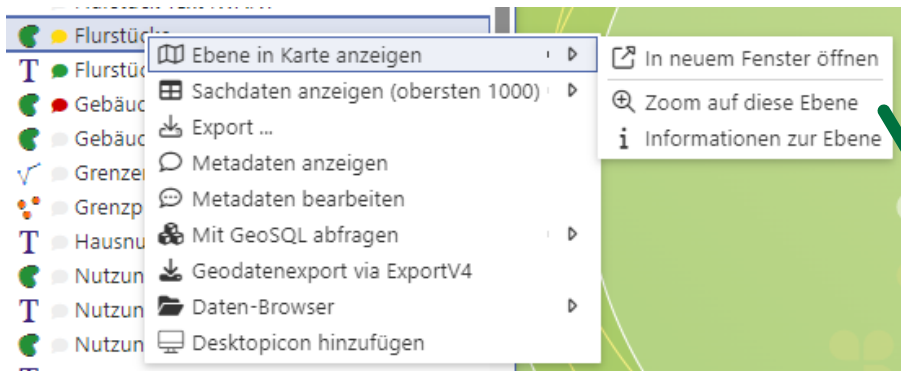 Flurstück
Ebene in Karte anzeigen
In neuem Fenster öffnen
Flurstüc
Sachdaten anzeigen (obersten 1000)
Gebäud
Zoom auf diese Ebene
Export ...
Gebäud
Informationen zur Ebene
Metadaten anzeigen
Grenze
Metadaten bearbeiten
Grenzp
Mit GeoSQL abfragen
Hausnu
Geodatenexport via ExportV4
Nutzun
Daten-Browser
Nutzun
Desktopicon hinzufügen
Nutzun